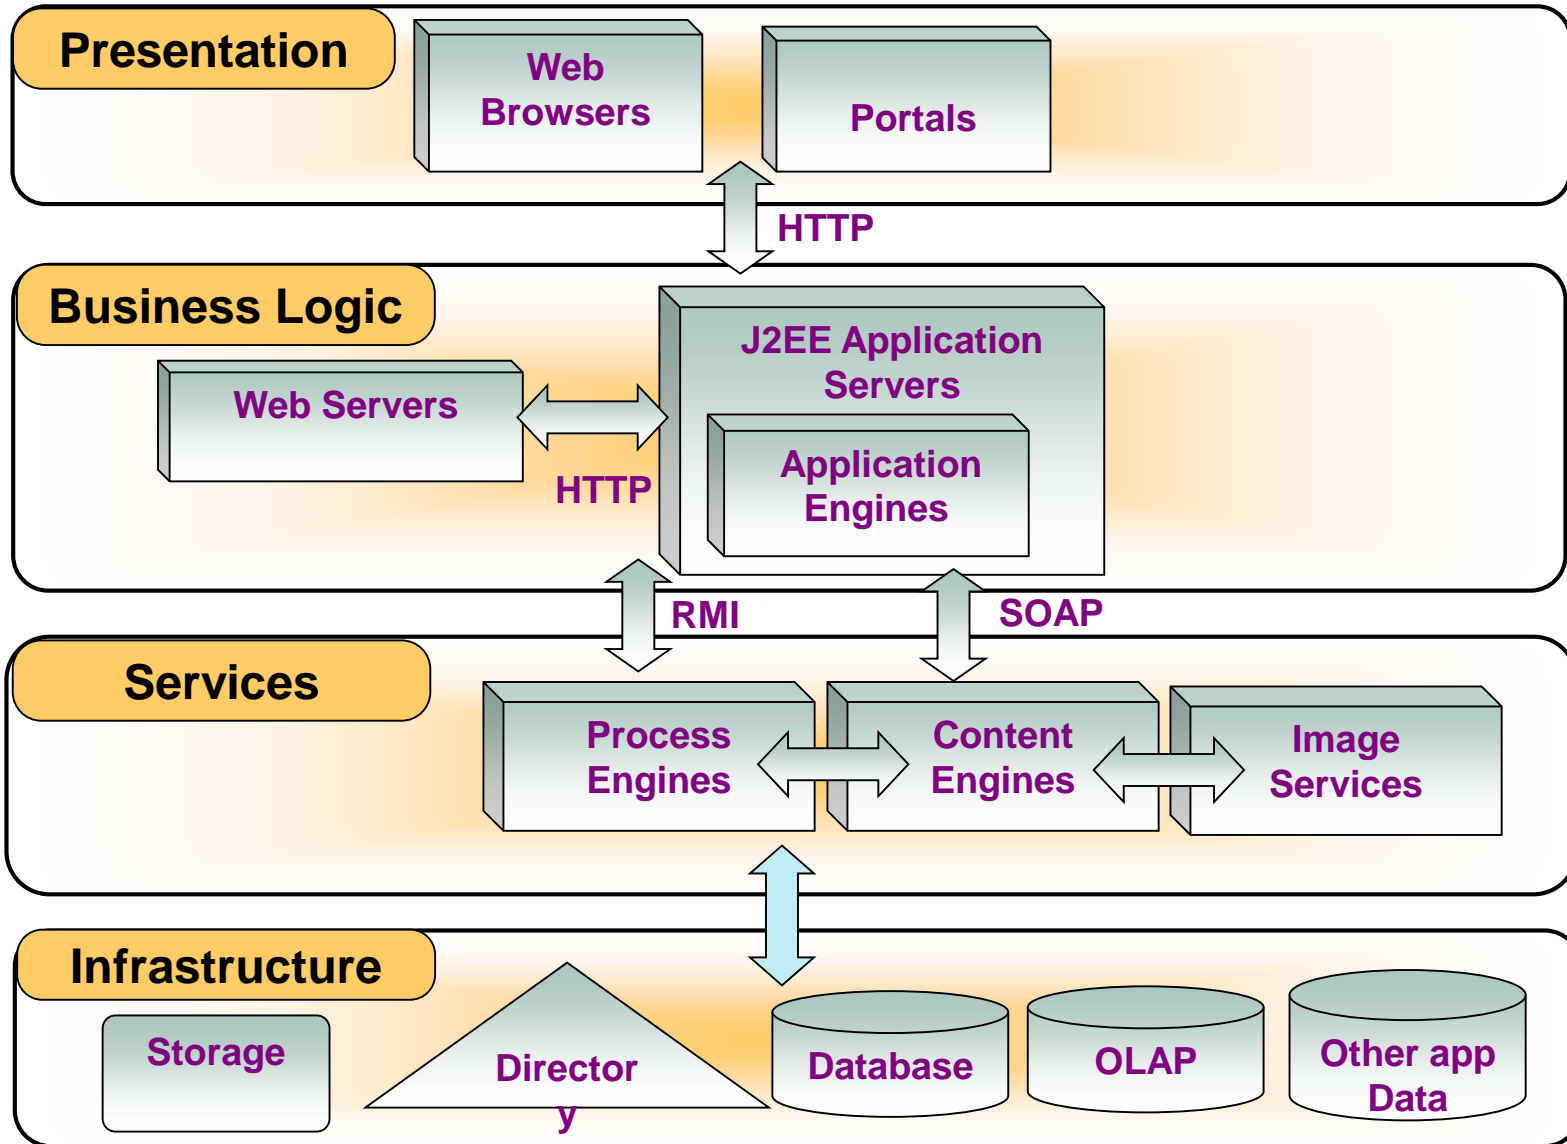 Presentation
Web
Browsers
Portals
HTTP
Business Logic
J2EE Application
Servers
Web Servers
Application
Engines
HTTP
RMI
SOAP
Services
Process
Engines
Content
Engines
Image
Services
Infrastructure
Storage
Director
y
Database
OLAP
Other app
Data